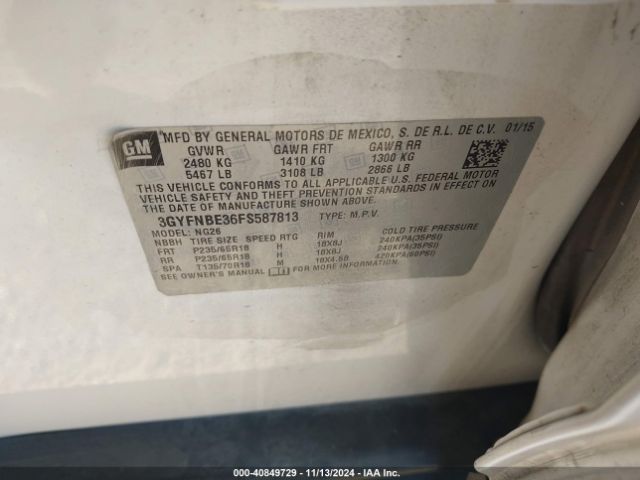 GM
MFD BY GENERAL MOTORS DE MEXICO, S. DE R.L. DE C.V. 01/15
GVWR GAWR FRT GAWR RR
2480 KG 1410 KG 1300 KG
5467 LB 3108 LB 2866 LB
THIS VEHICLE CONFORMS TO ALL APPLICABLE U.S. FEDERAL MOTOR
VEHICLE SAFETY AND THEFT PREVENTION STANDARDS IN EFFECT ON
THE DATE OF MANUFACTURE SHOWN ABOVE.
3GYFNBE36FS587813 TYPE: M.P.V.
MODEL: NG26
NBBH TIRE SIZE SPEED RTG RIM COLD TIRE PRESSURE
FRT P235/65R18 H 18X8J 240KPA(35PSI)
RR P235/65R18 H 18X8J 240KPA(35PSI)
SPA T135/70R18 M 18X4.5B 420KPA(60PSI)
SEE OWNER'S MANUAL FOR MORE INFORMATION.
000-40849729 - 11/13/2024 - IAA Inc.